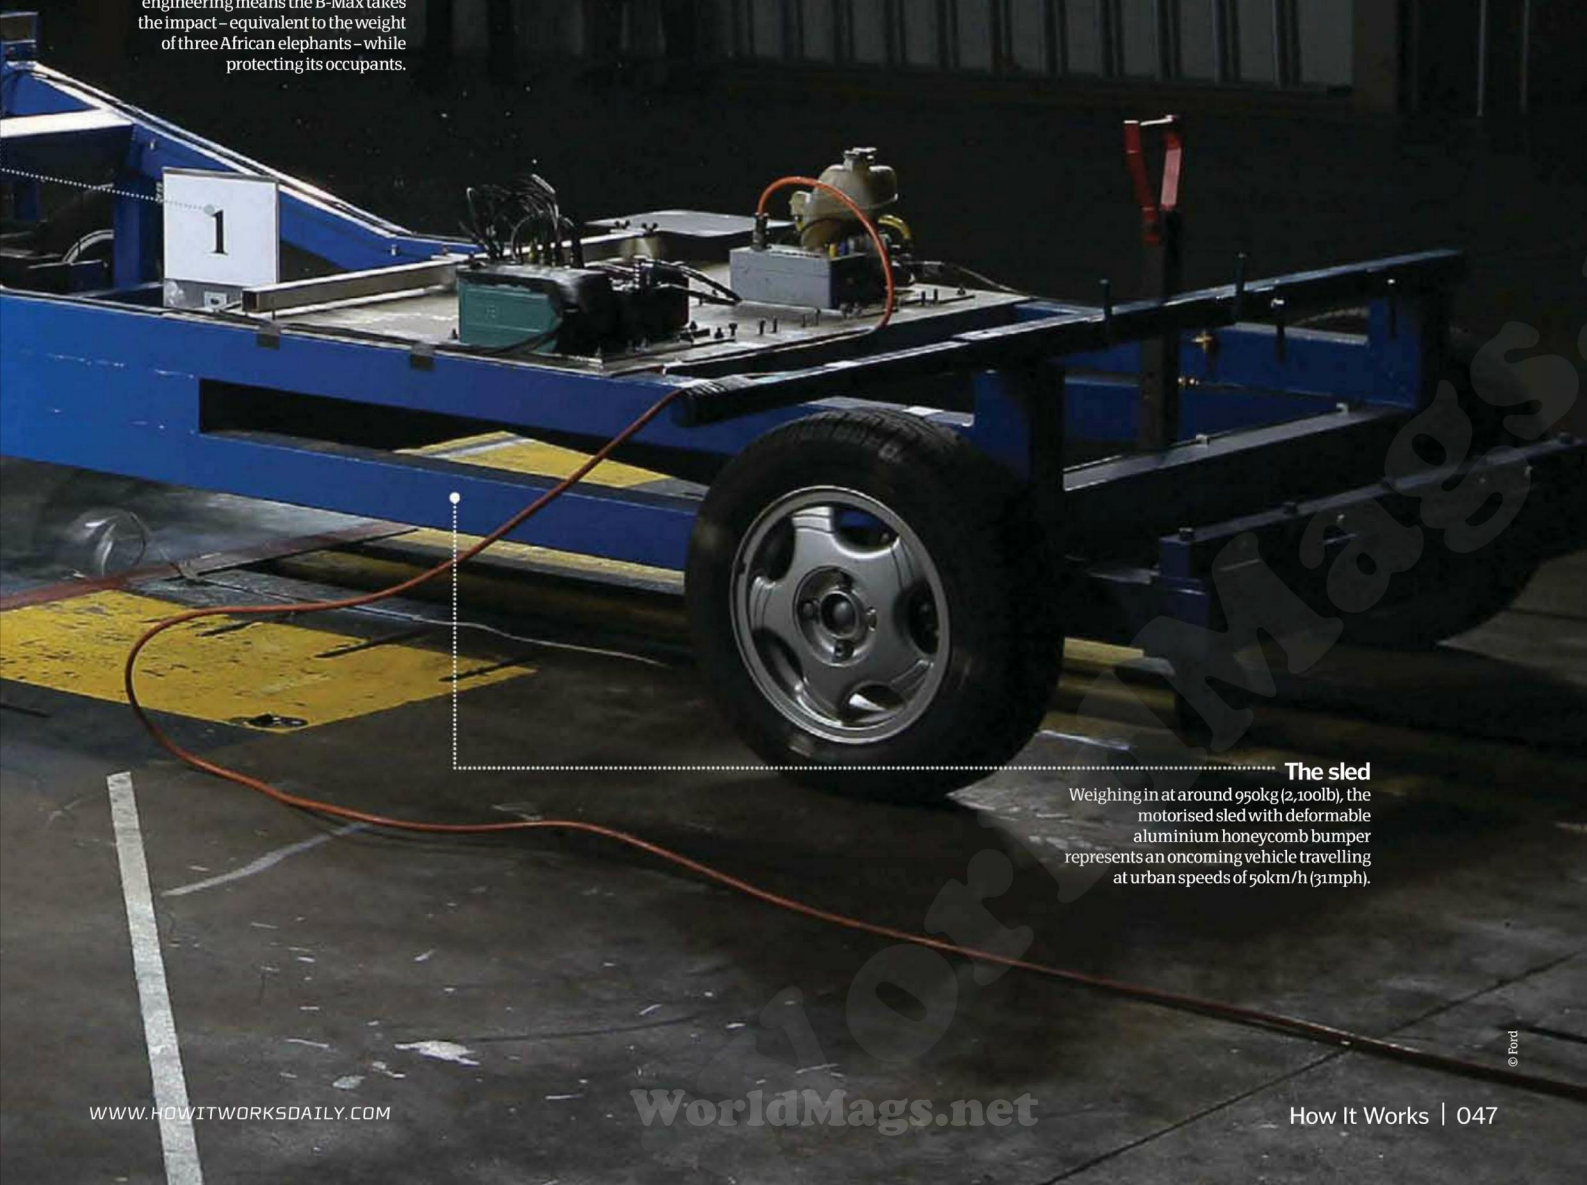 engineering means the B-Max takes
the impact – equivalent to the weight
of three African elephants – while
protecting its occupants.
1
The sled
Weighing in at around 950kg (2,100lb), the
motorised sled with deformable
aluminium honeycomb bumper
represents an oncoming vehicle travelling
at urban speeds of 50km/h (31mph).
© Ford
WWW.HOWITWORKSDAILY.COM
WorldMags.net
How It Works | 047
WorldMags